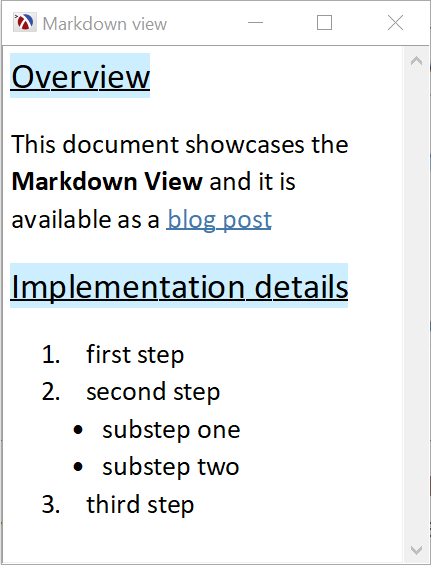 Markdown view
Overview
This document showcases the
Markdown View and it is
available as a blog post
Implementation details
1. first step
2. second step
• substep one
• substep two
3. third step